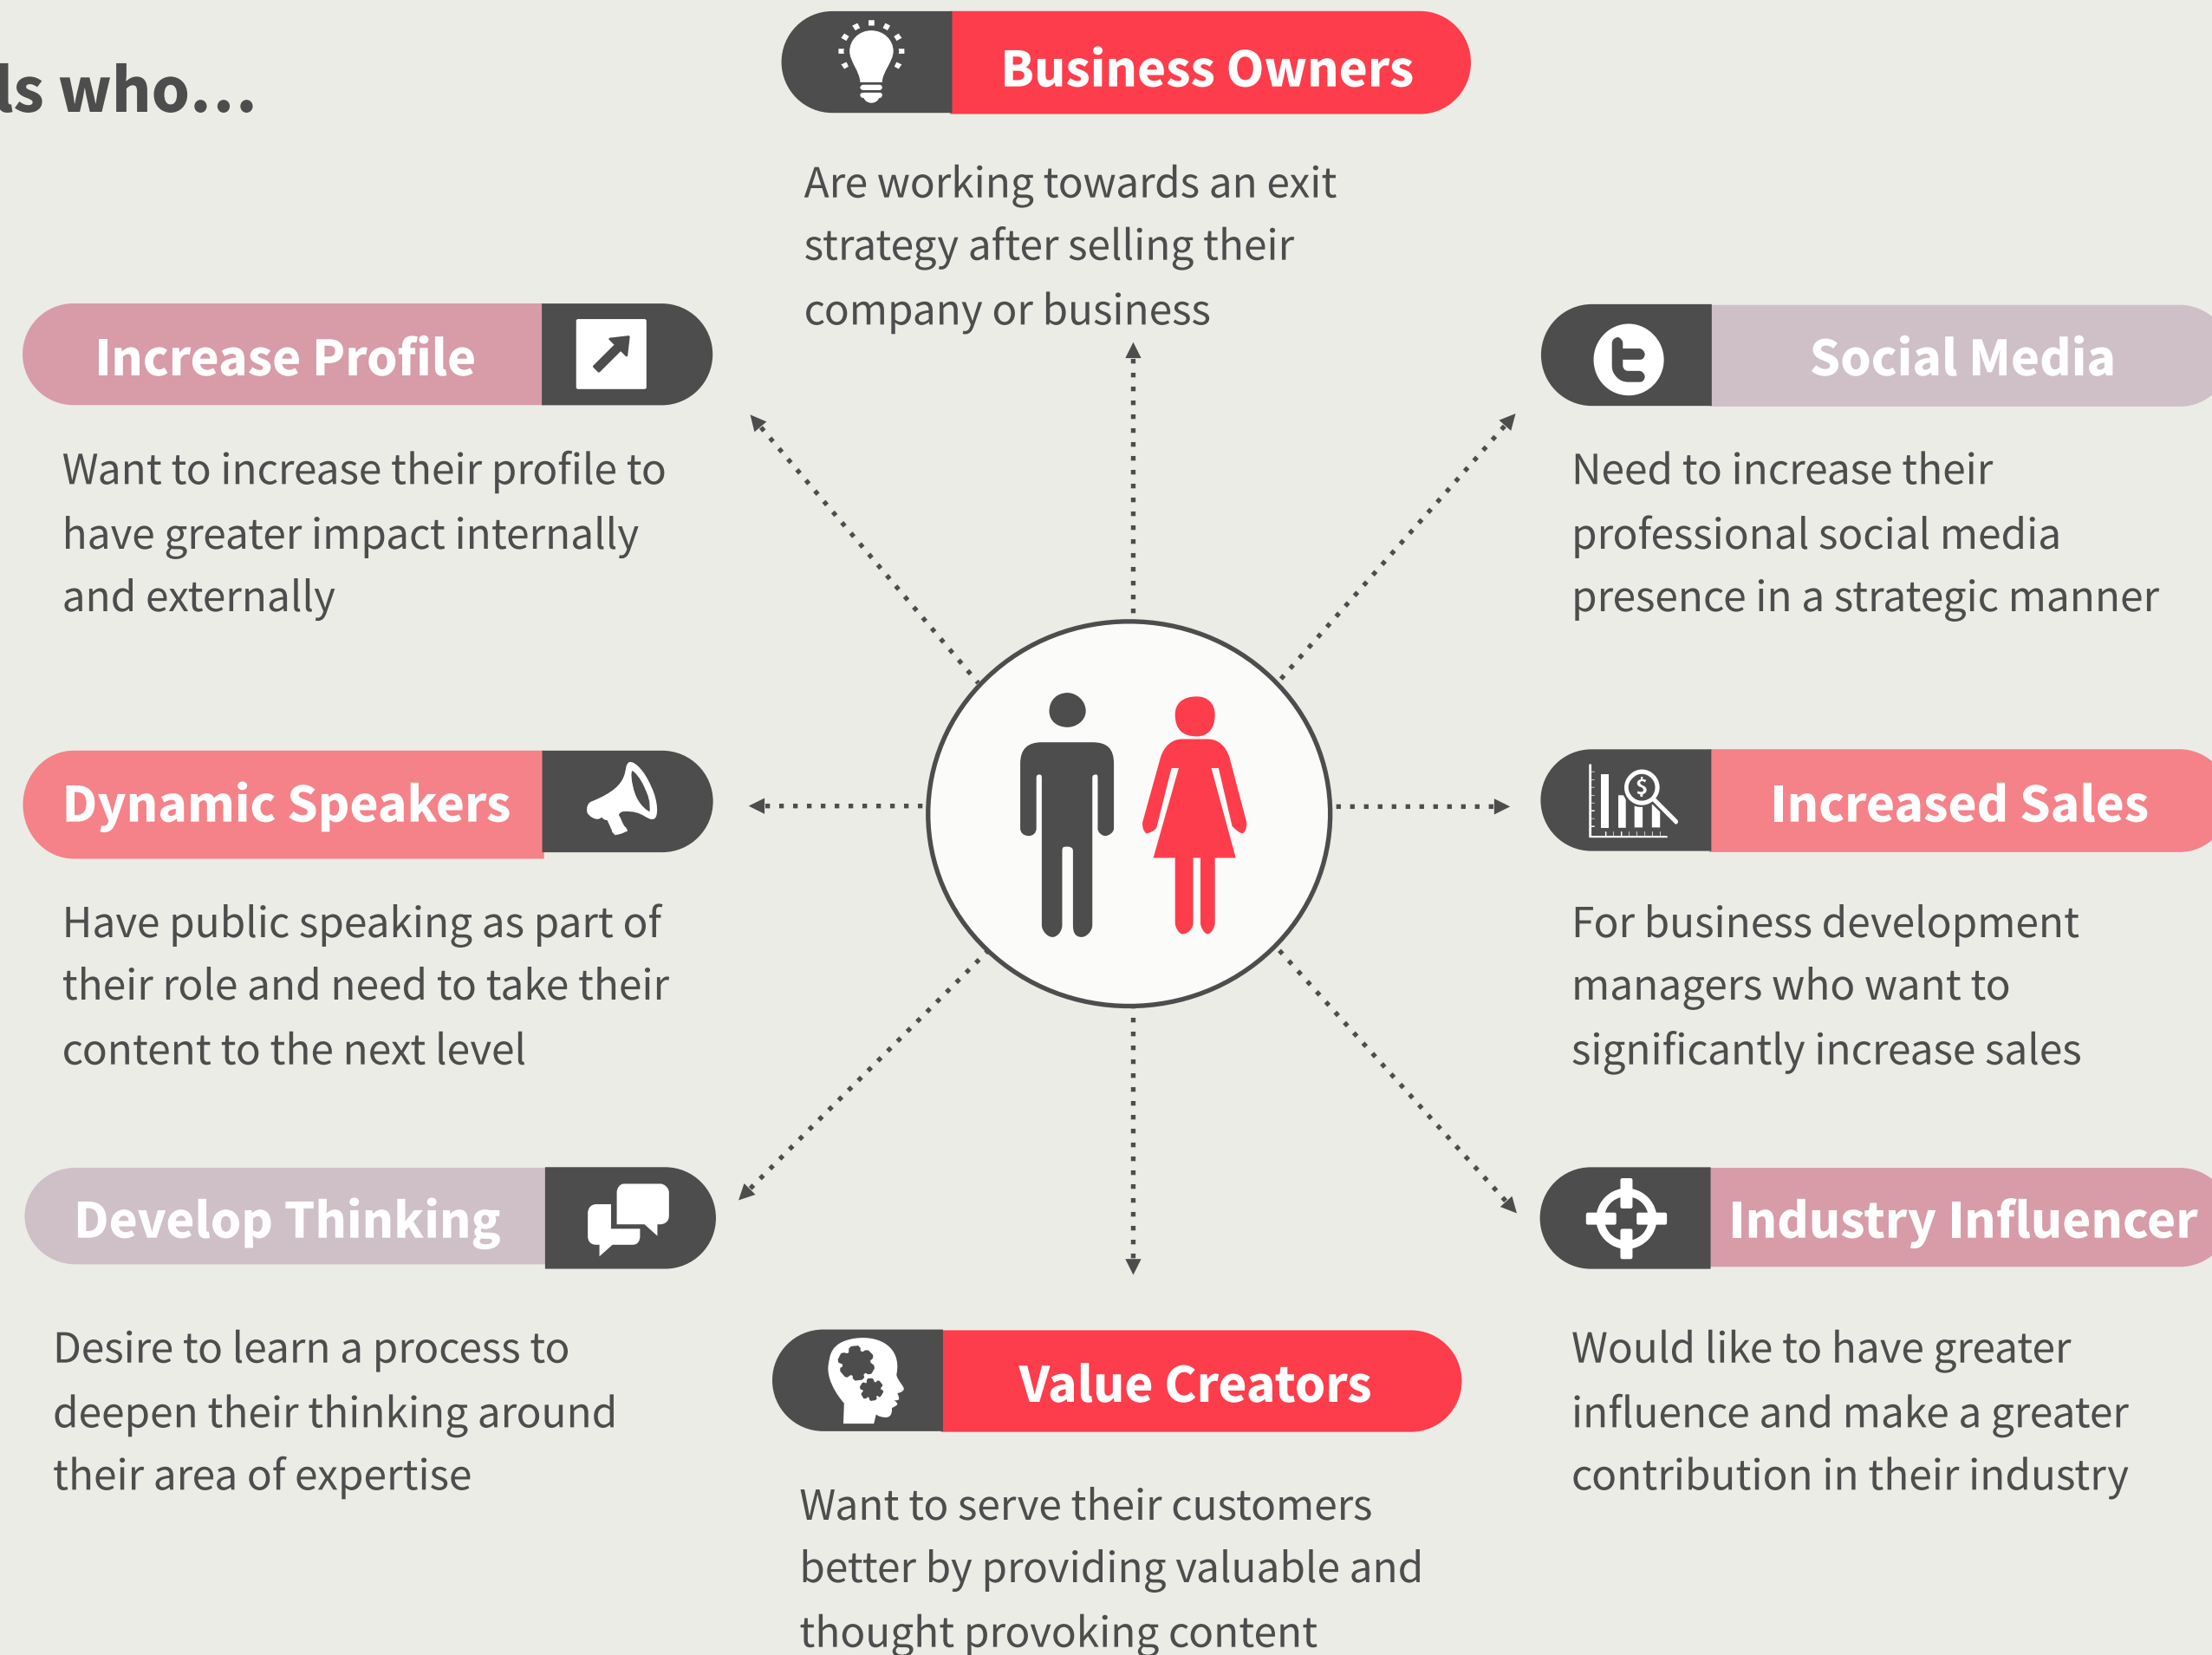 ls who...
Business Owners
Are working towards an exit
strategy after selling their
company or business
Increase Profile
Want to increase their profile to
have greater impact internally
and externally
Social Media
Need to increase their
professional social media
presence in a strategic manner
Dynamic Speakers
Have public speaking as part of
their role and need to take their
content to the next level
Increased Sales
For business development
managers who want to
significantly increase sales
Develop Thinking
Desire to learn a process to
deepen their thinking around
their area of expertise
Industry Influencer
Would like to have greater
influence and make a greater
contribution in their industry
Value Creators
Want to serve their customers
better by providing valuable and
thought provoking content